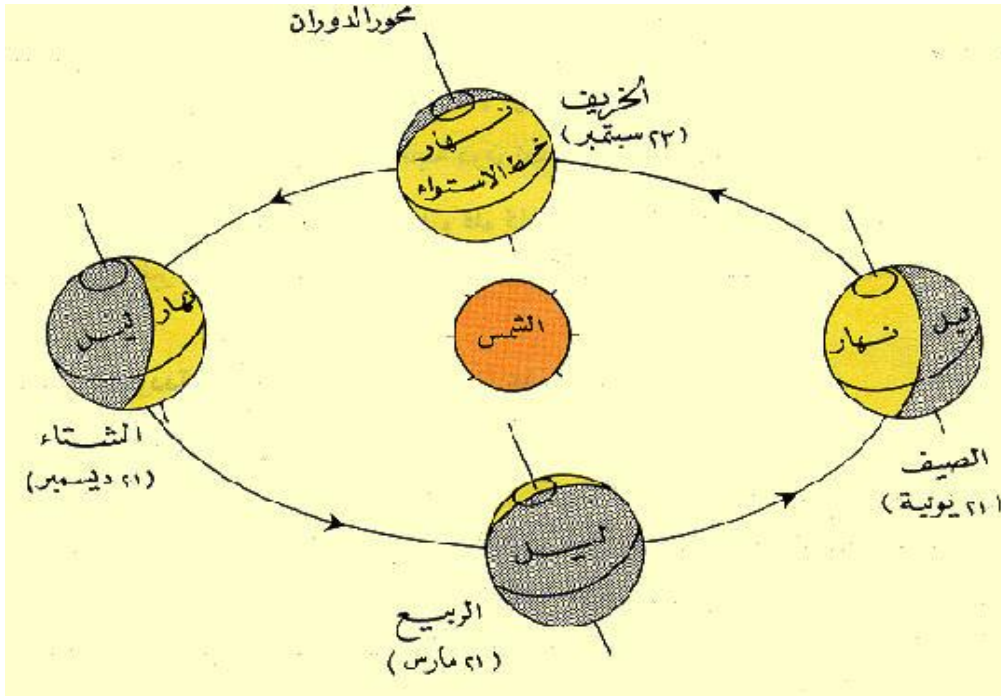 محور الدوران
الخريف
(٢٣ سبتمبر)
نهار
خط الاستواء
نهار
ليل
الشمس
نهار
ليل
الشتاء
(٢١ ديسمبر)
الصيف
(٢١ يونية)
ليل
الربيع
(٢١ مارس)